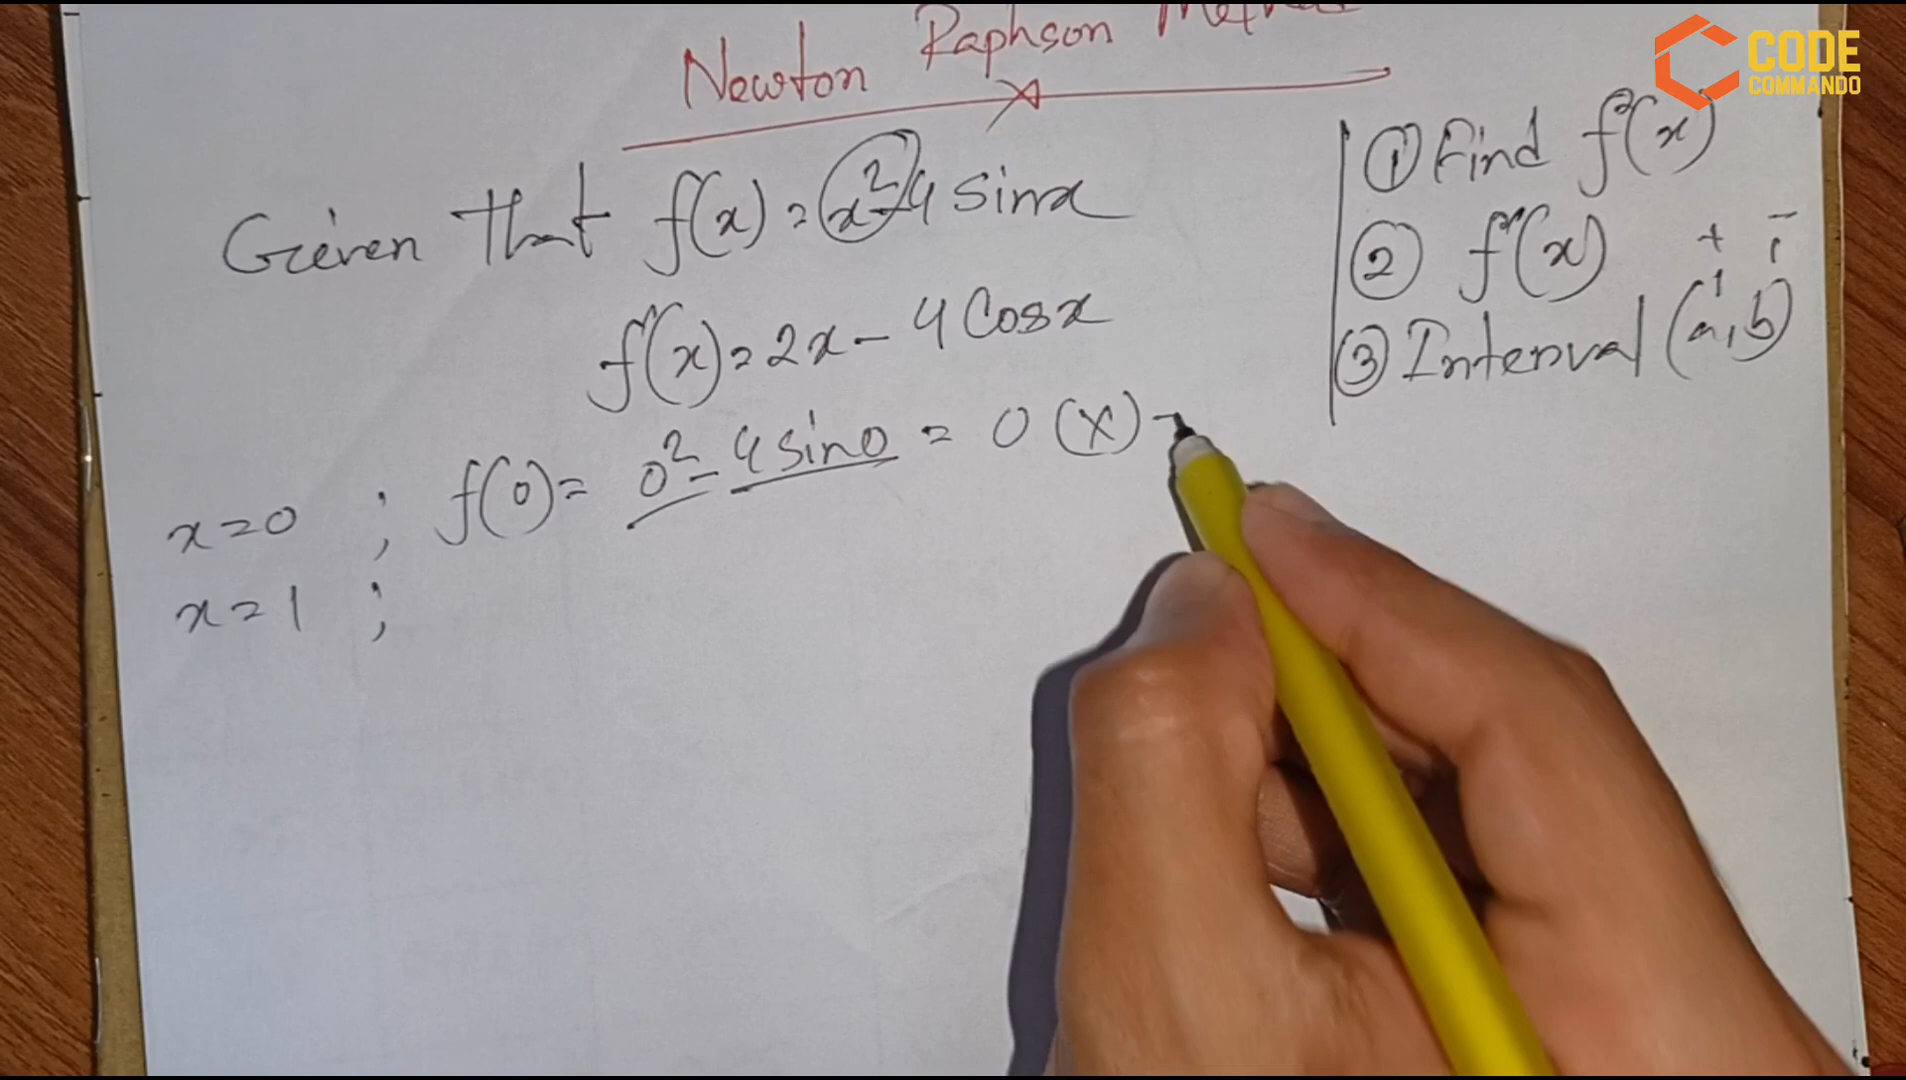 Newton Raphson Method
CODE
COMMANDO
Given that f(x) = x² - 4 sinx
f'(x) = 2x - 4 Cosx
x = 0 ; f(0) = 0² - 4 sin0 = 0 (x) -
x = 1 ;
① Find f(x)
② f'(x) + -
③ Interval (a, b)